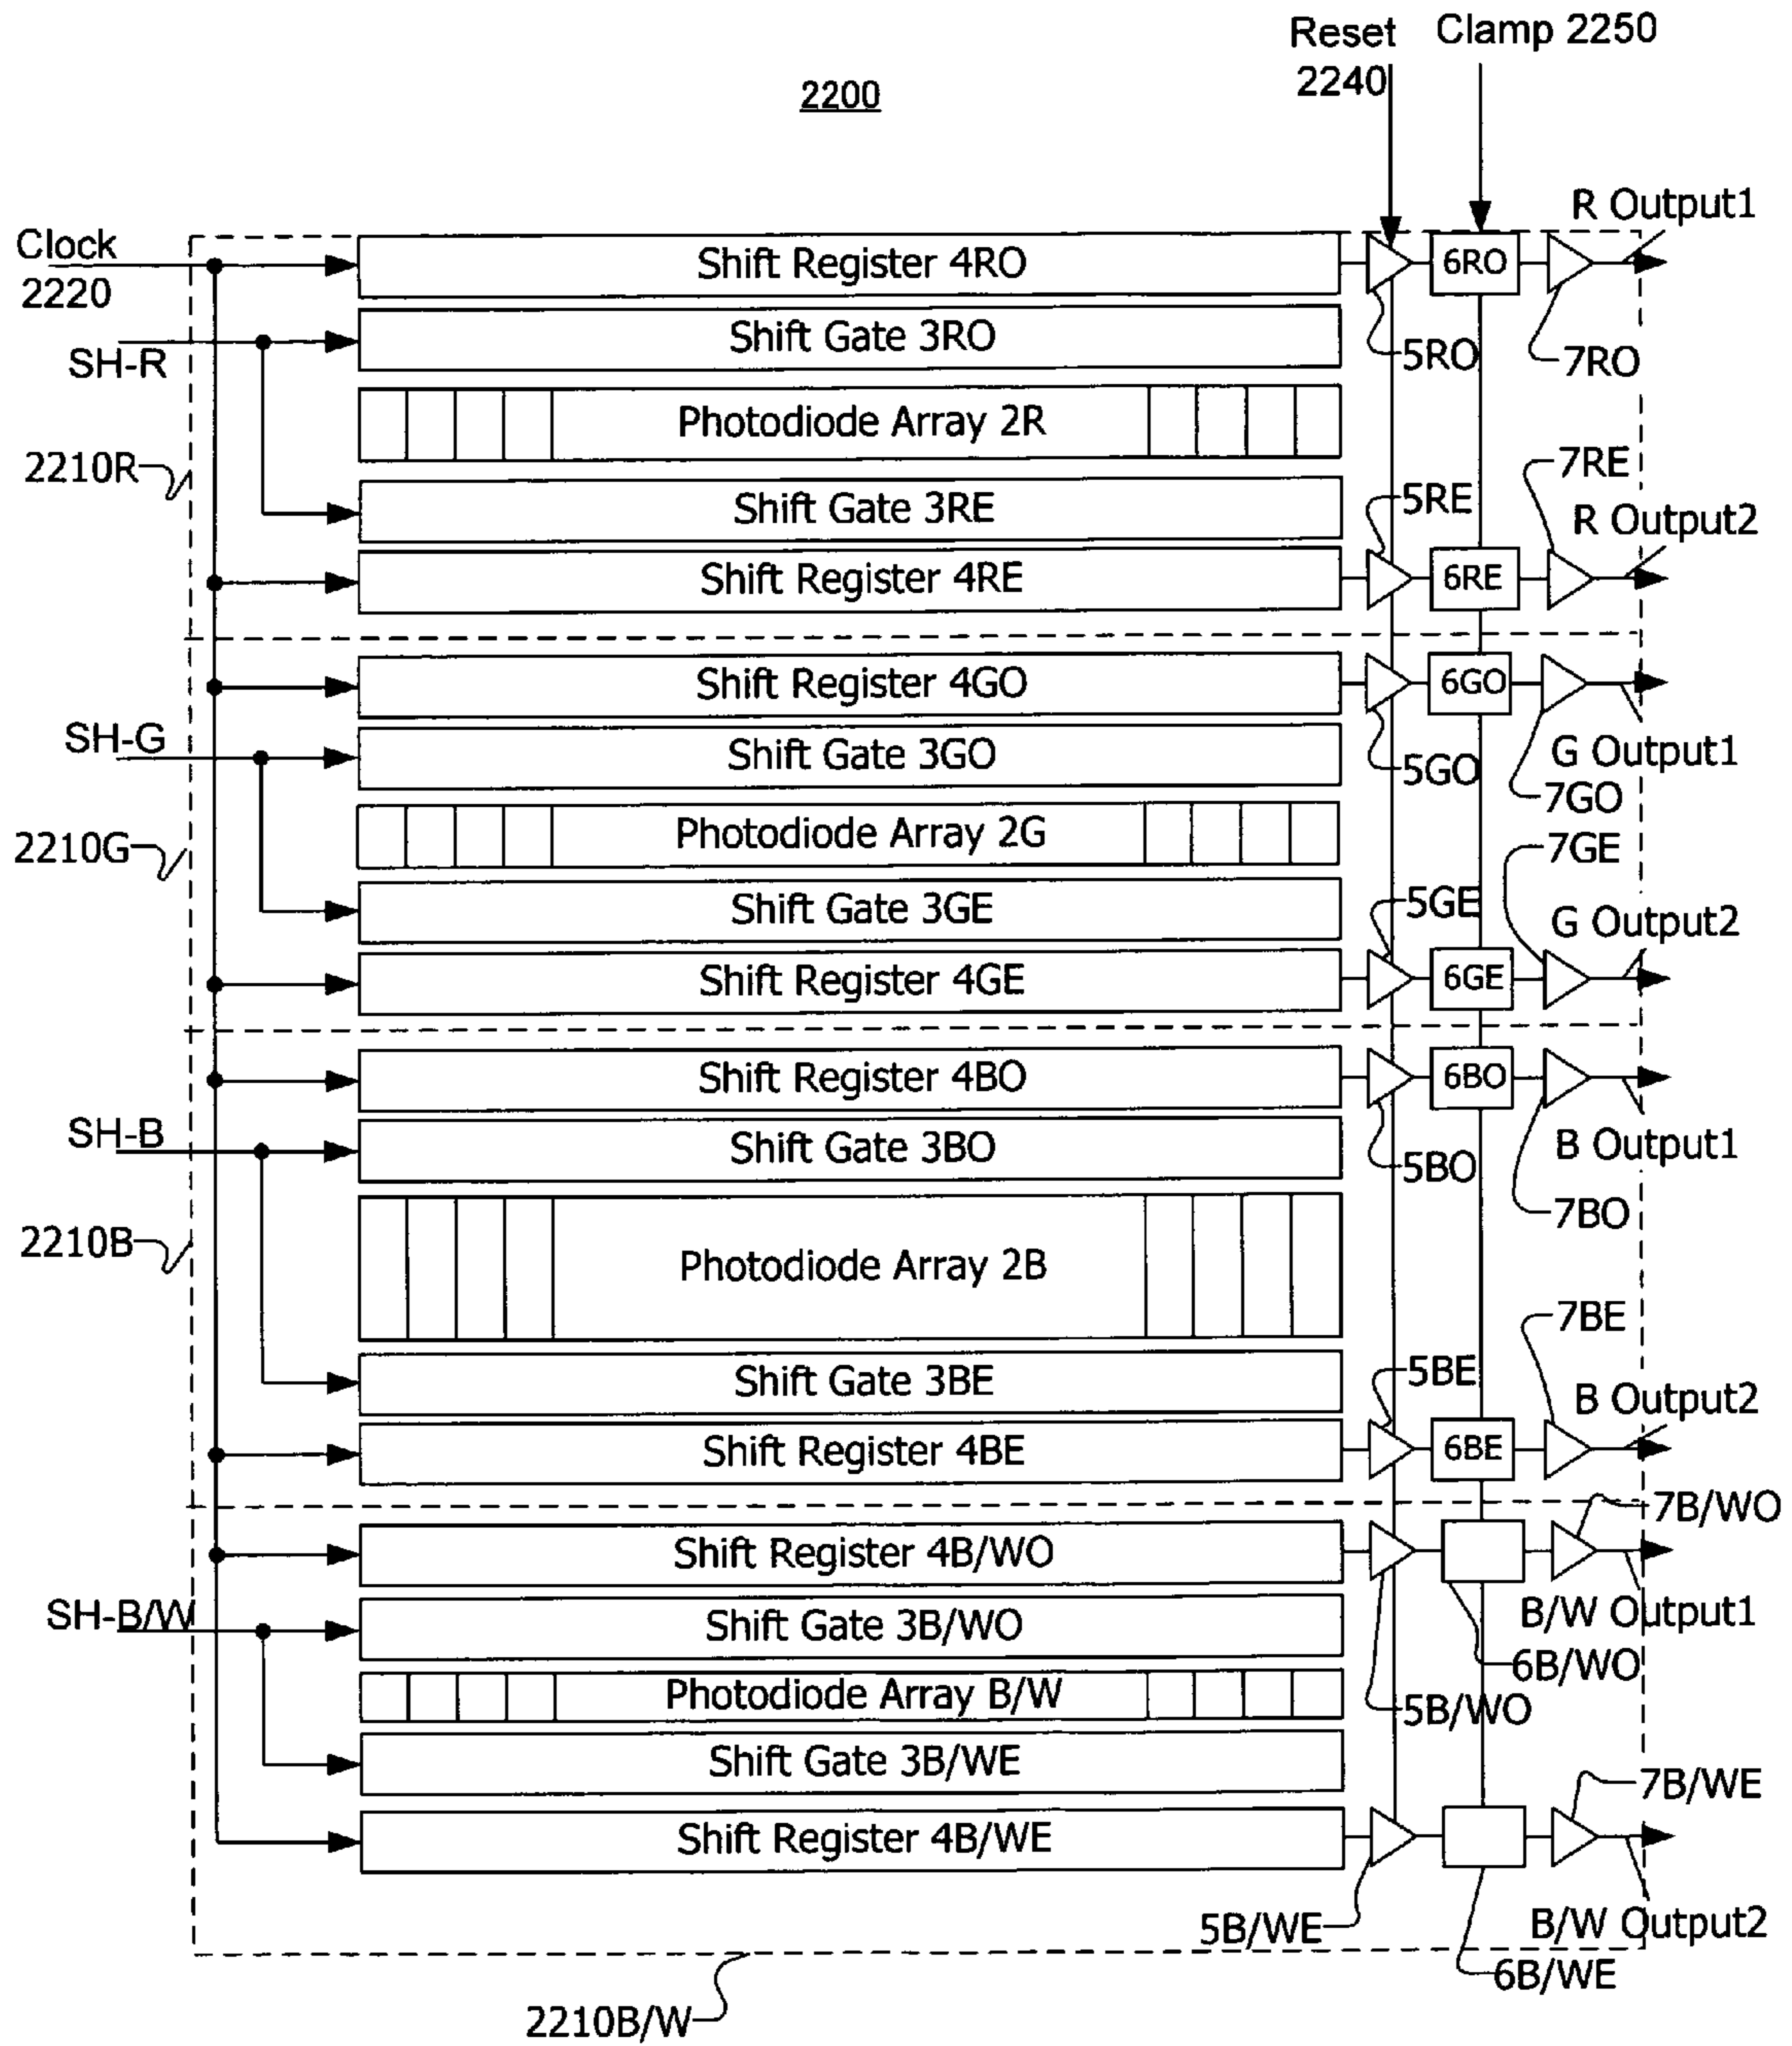 Reset
2240
Clamp 2250
2200
R Output1
Clock
2220
Shift Register 4RO
6RO
SH-R
Shift Gate 3RO
5RO
7RO
Photodiode Array 2R
2210R
7RE
5RE
Shift Gate 3RE
R Output2
Shift Register 4RE
6RE
Shift Register 4GO
6GO
SH-G
Shift Gate 3GO
5GO
G Output1
7GO
Photodiode Array 2G
2210G
7GE
5GE
Shift Gate 3GE
G Output2
Shift Register 4GE
6GE
Shift Register 4BO
6BO
SH-B
Shift Gate 3BO
5BO
B Output1
7BO
2210B
Photodiode Array 2B
7BE
5BE
Shift Gate 3BE
B Output2
Shift Register 4BE
6BE
7B/WO
Shift Register 4B/WO
SH-B/W
Shift Gate 3B/WO
B/W Output1
6B/WO
Photodiode Array B/W
5B/WO
Shift Gate 3B/WE
7B/WE
Shift Register 4B/WE
5B/WE
B/W Output2
6B/WE
2210B/W